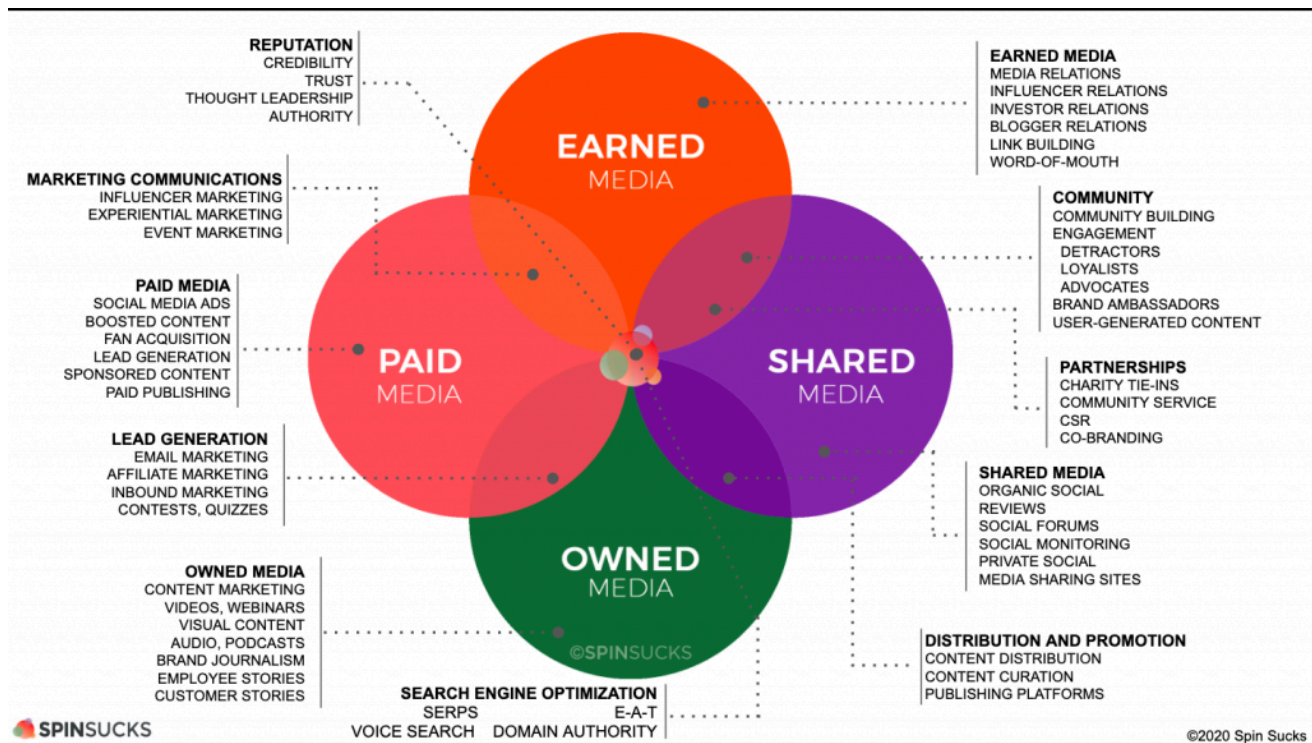 REPUTATION
CREDIBILITY
TRUST
THOUGHT LEADERSHIP
AUTHORITY
MARKETING COMMUNICATIONS
INFLUENCER MARKETING
EXPERIENTIAL MARKETING
EVENT MARKETING
PAID MEDIA
SOCIAL MEDIA ADS
BOOSTED CONTENT
FAN ACQUISITION
LEAD GENERATION
SPONSORED CONTENT
PAID PUBLISHING
LEAD GENERATION
EMAIL MARKETING
AFFILIATE MARKETING
INBOUND MARKETING
CONTESTS, QUIZZES
OWNED MEDIA
CONTENT MARKETING
VIDEOS, WEBINARS
VISUAL CONTENT
AUDIO, PODCASTS
BRAND JOURNALISM
EMPLOYEE STORIES
CUSTOMER STORIES
EARNED
MEDIA
PAID
MEDIA
SHARED
MEDIA
OWNED
MEDIA
©SPINSUCKS
SEARCH ENGINE OPTIMIZATION
SERPS E-A-T
VOICE SEARCH DOMAIN AUTHORITY
EARNED MEDIA
MEDIA RELATIONS
INFLUENCER RELATIONS
INVESTOR RELATIONS
BLOGGER RELATIONS
LINK BUILDING
WORD-OF-MOUTH
COMMUNITY
COMMUNITY BUILDING
ENGAGEMENT
DETRACTORS
LOYALISTS
ADVOCATES
BRAND AMBASSADORS
USER-GENERATED CONTENT
PARTNERSHIPS
CHARITY TIE-INS
COMMUNITY SERVICE
CSR
CO-BRANDING
SHARED MEDIA
ORGANIC SOCIAL
REVIEWS
SOCIAL FORUMS
SOCIAL MONITORING
PRIVATE SOCIAL
MEDIA SHARING SITES
DISTRIBUTION AND PROMOTION
CONTENT DISTRIBUTION
CONTENT CURATION
PUBLISHING PLATFORMS
SPINSUCKS
©2020 Spin Sucks